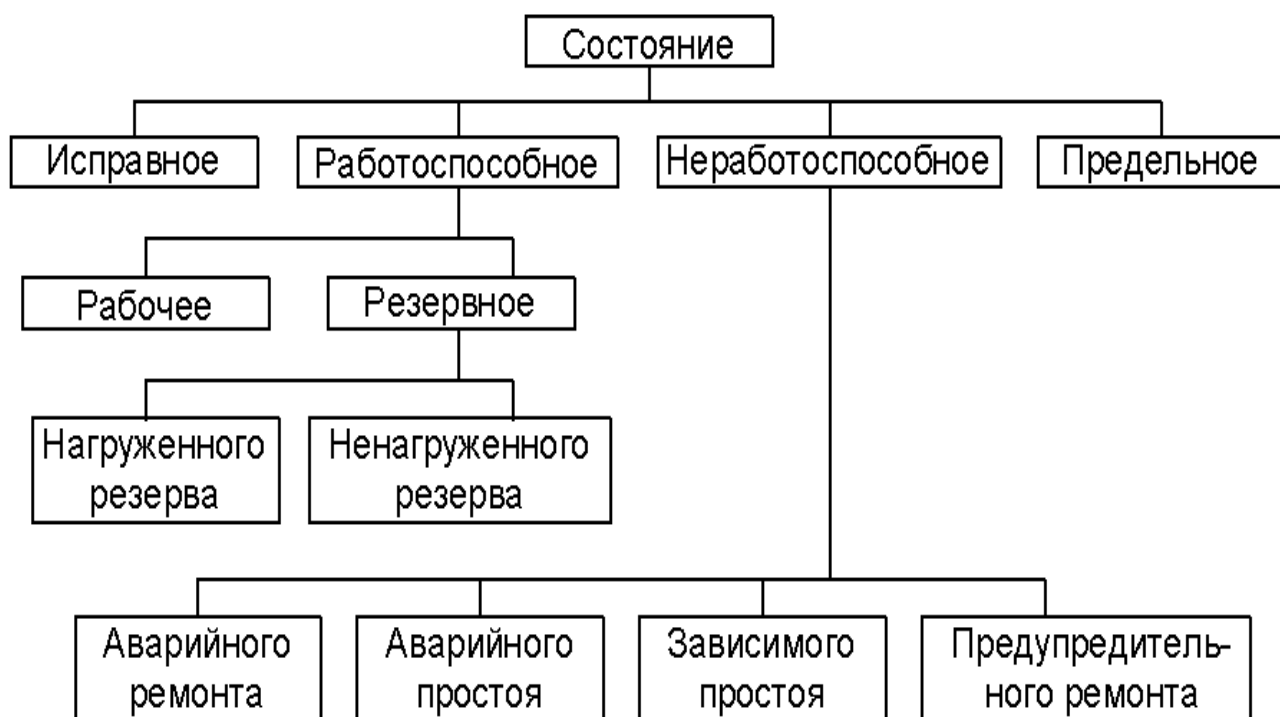 Состояние
Исправное
Работоспособное
Неработоспособное
Предельное
Рабочее
Резервное
Нагруженного
резерва
Ненагруженного
резерва
Аварийного
ремонта
Аварийного
простоя
Зависимого
простоя
Предупредитель-
ного ремонта